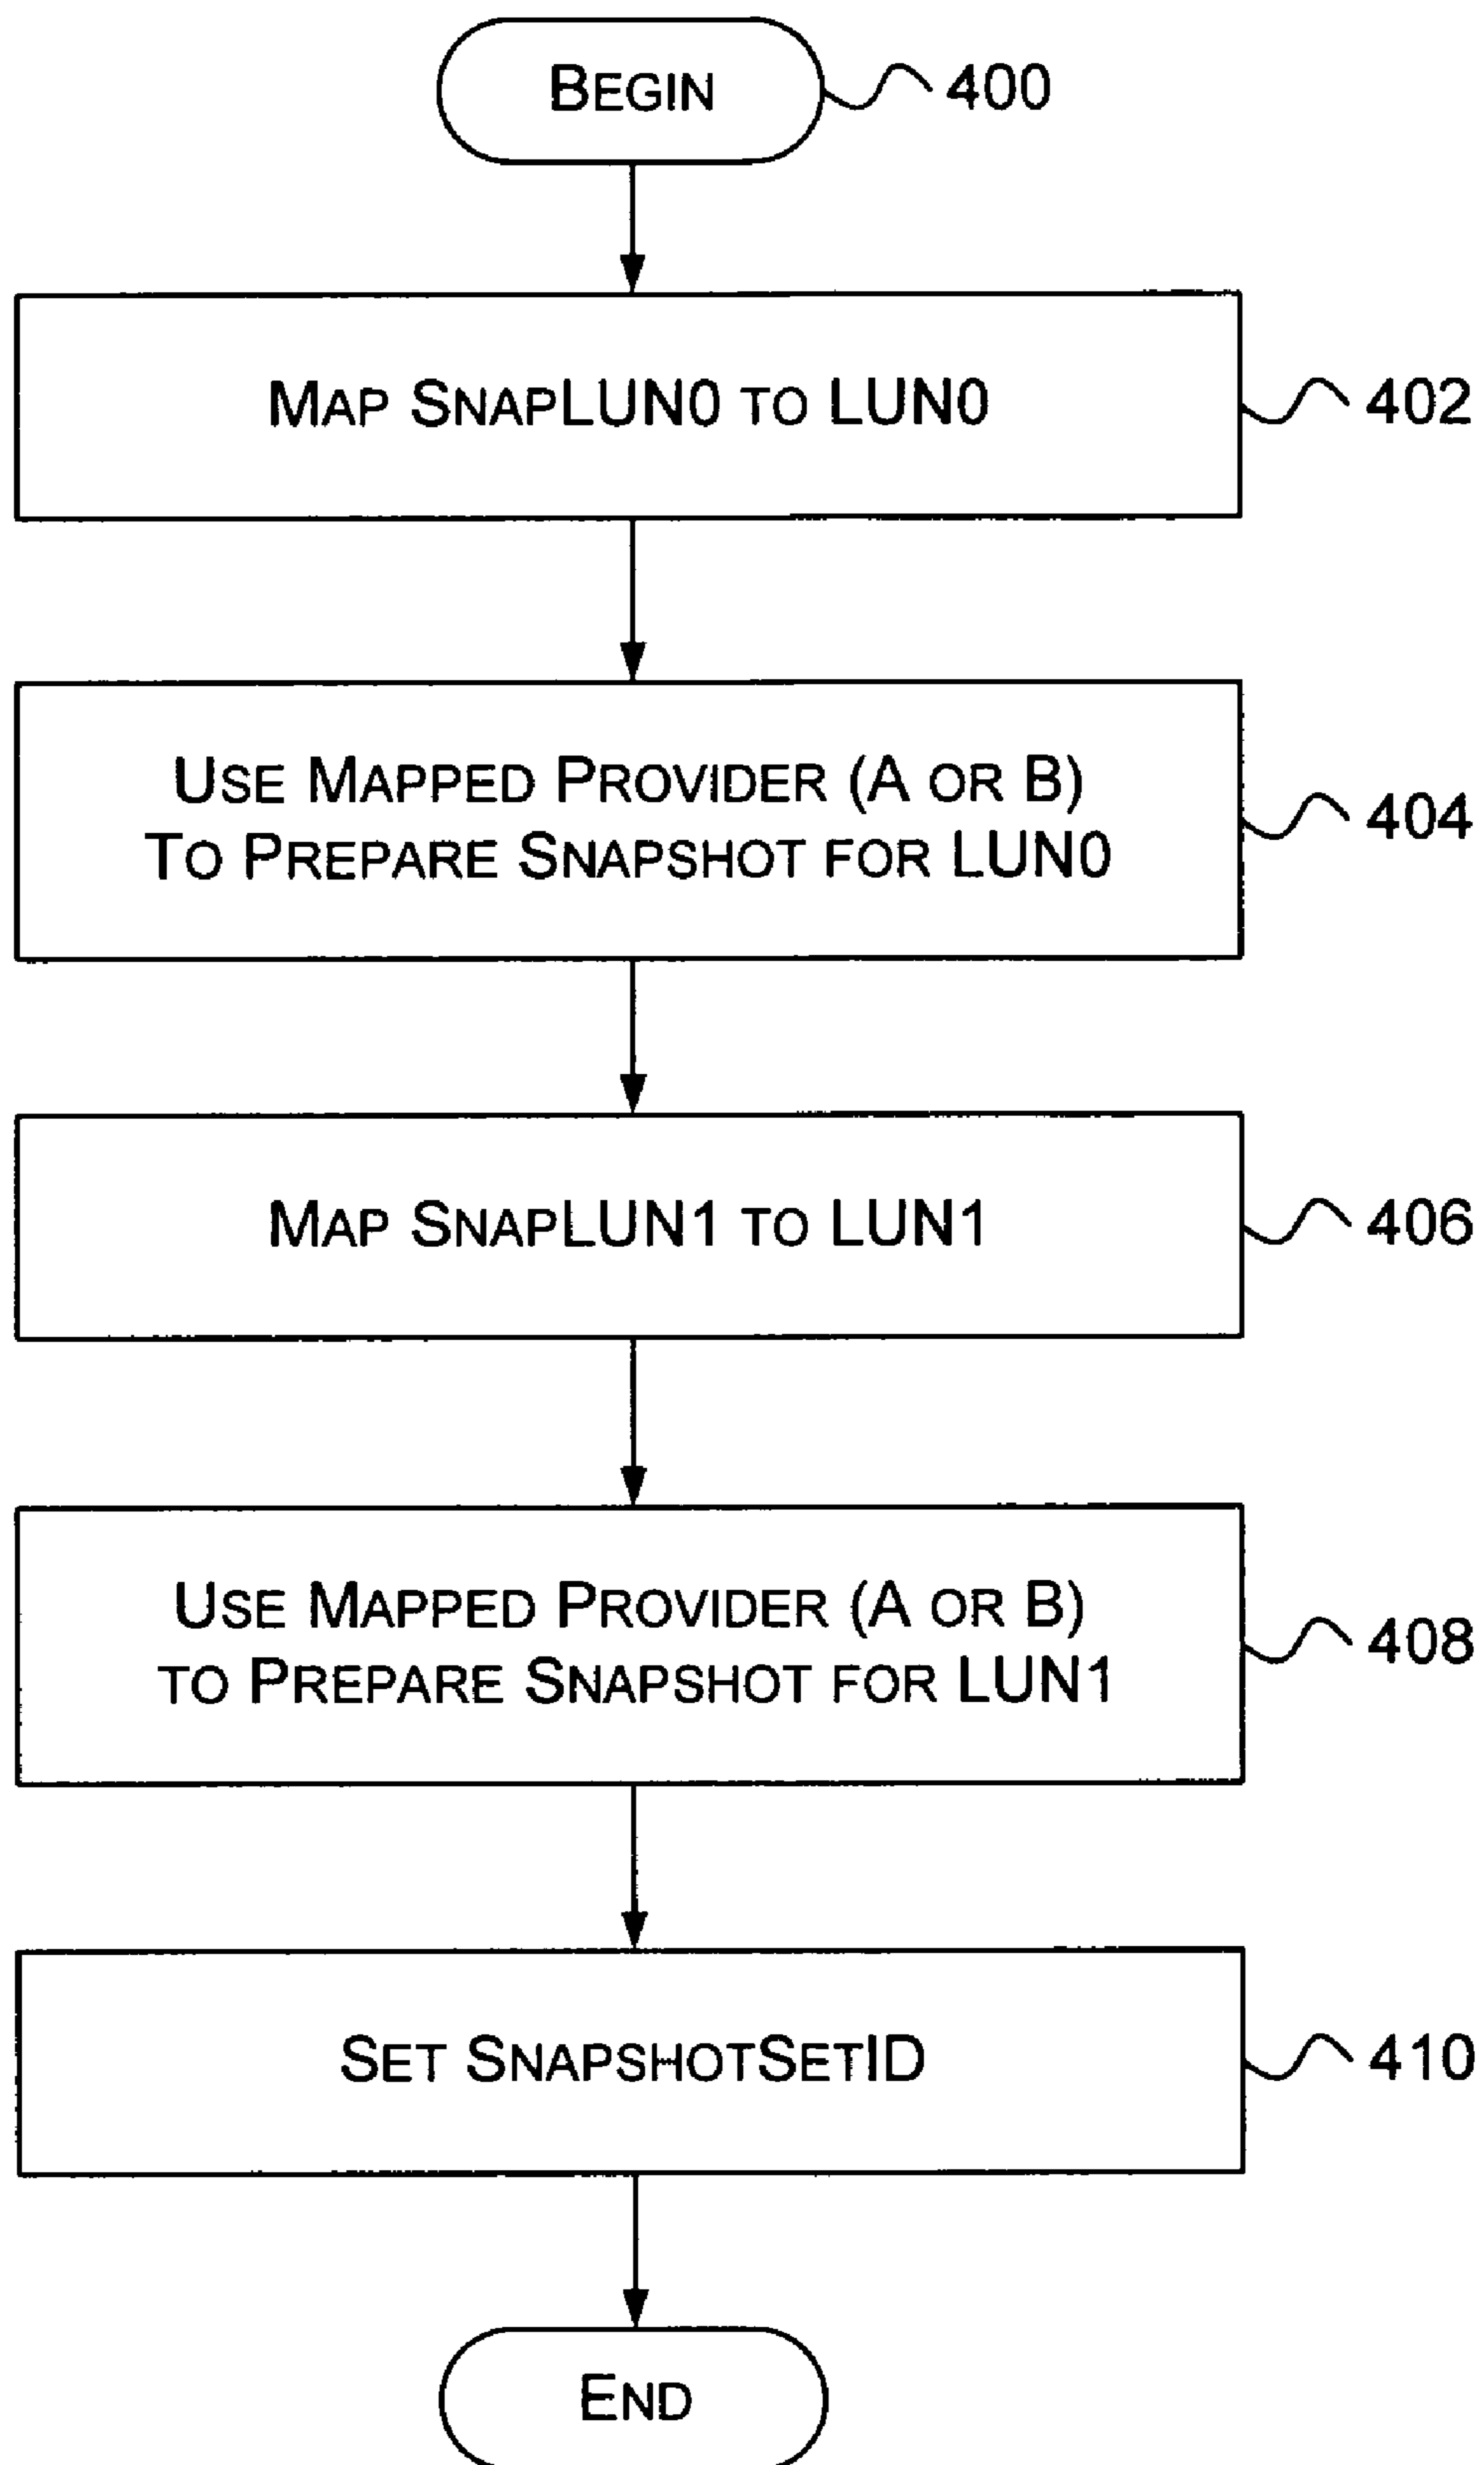 BEGIN
400
MAP SNAPLUN0 TO LUN0
402
USE MAPPED PROVIDER (A OR B)
TO PREPARE SNAPSHOT FOR LUN0
404
MAP SNAPLUN1 TO LUN1
406
USE MAPPED PROVIDER (A OR B)
TO PREPARE SNAPSHOT FOR LUN1
408
SET SNAPSHOTSETID
410
END